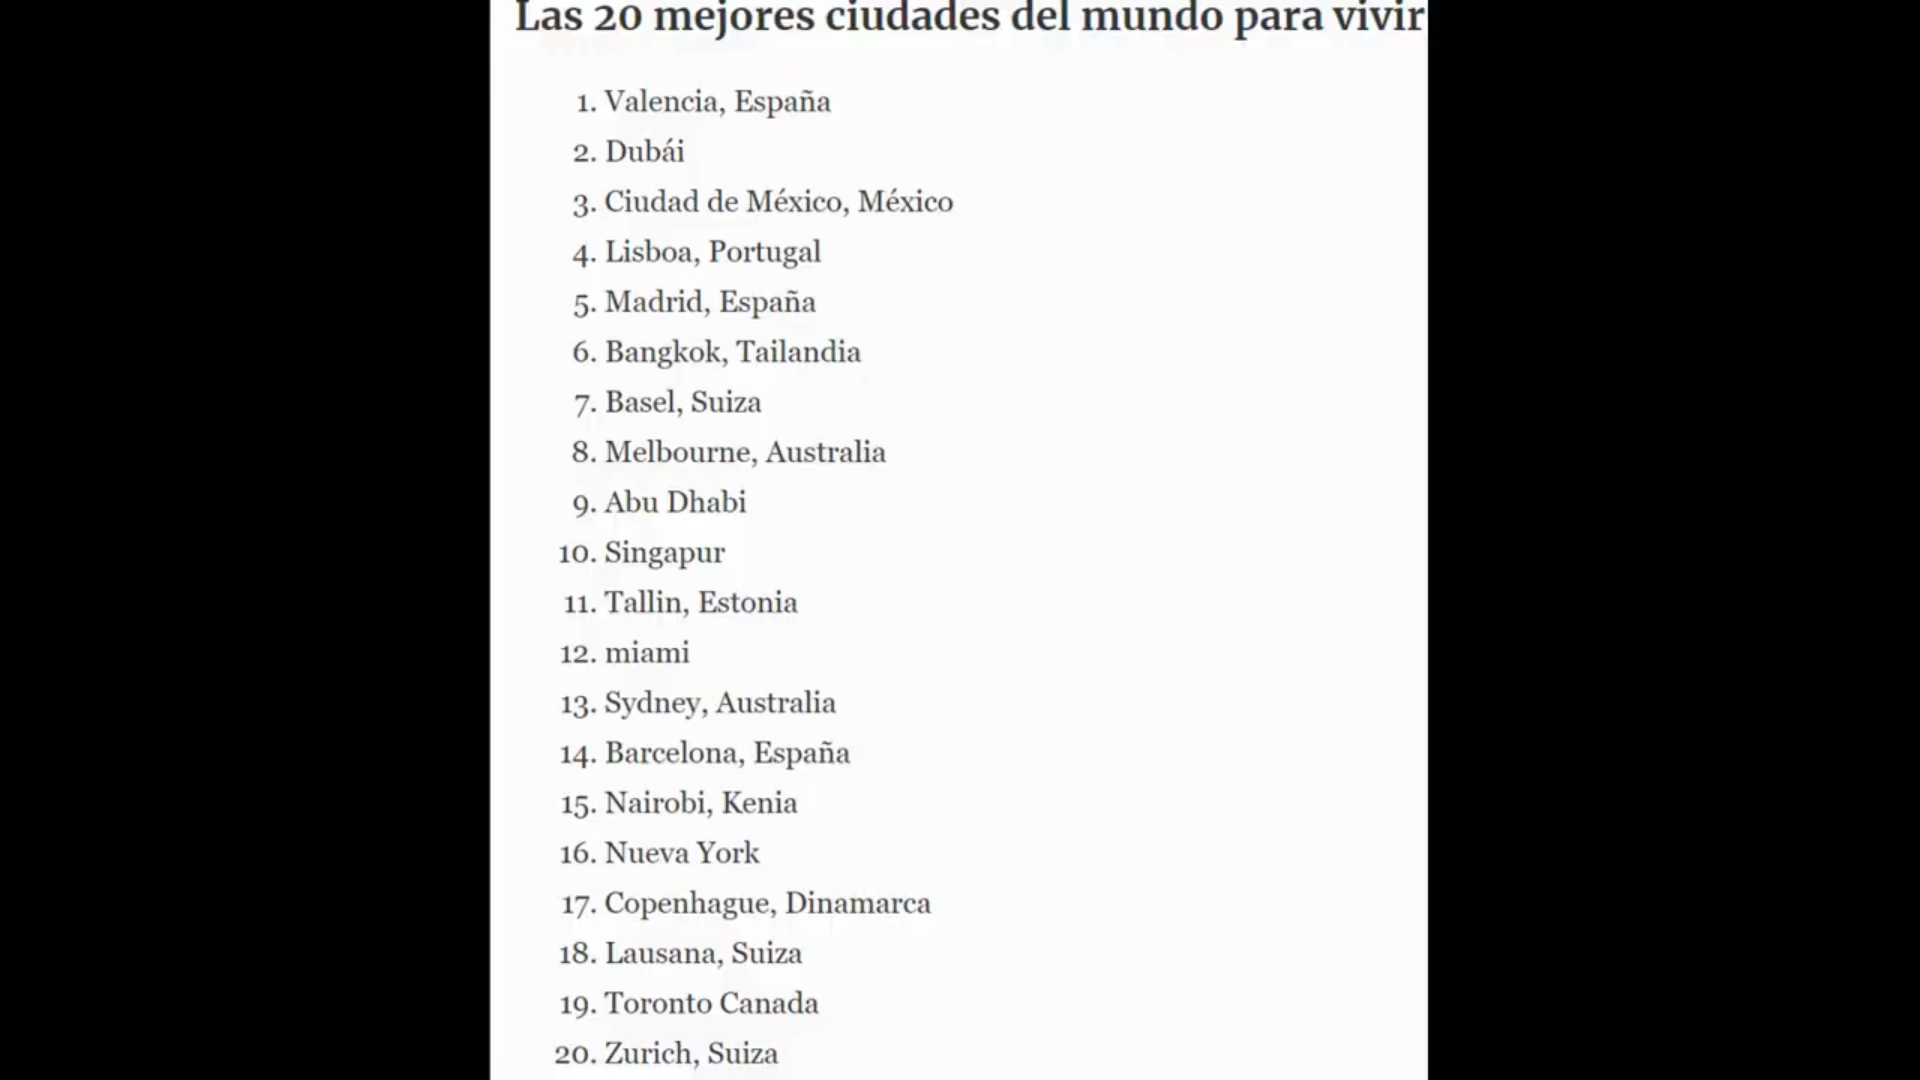 Las 20 mejores ciudades del mundo para vivir
1. Valencia, España
2. Dubái
3. Ciudad de México, México
4. Lisboa, Portugal
5. Madrid, España
6. Bangkok, Tailandia
7. Basel, Suiza
8. Melbourne, Australia
9. Abu Dhabi
10. Singapur
11. Tallin, Estonia
12. miami
13. Sydney, Australia
14. Barcelona, España
15. Nairobi, Kenia
16. Nueva York
17. Copenhague, Dinamarca
18. Lausana, Suiza
19. Toronto Canada
20. Zurich, Suiza